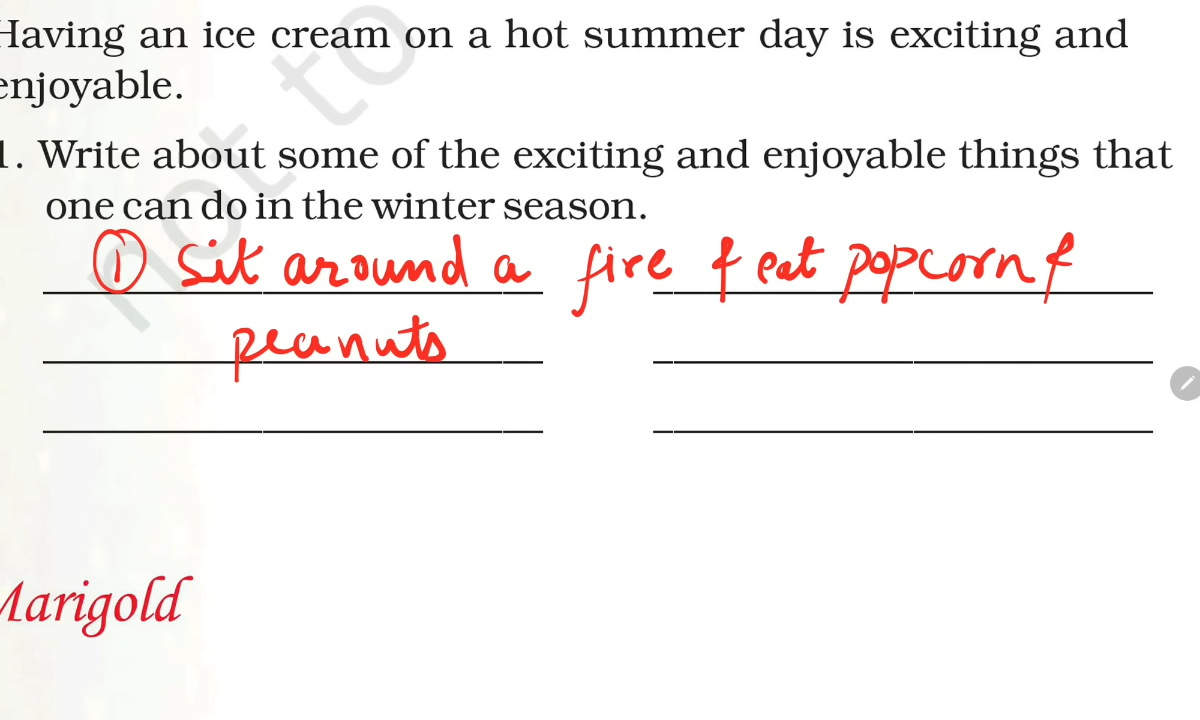 Having an ice cream on a hot summer day is exciting and
enjoyable.
1. Write about some of the exciting and enjoyable things that
one can do in the winter season.
① Sit around a fire & eat popcorn &
peanuts
Marigold
not to